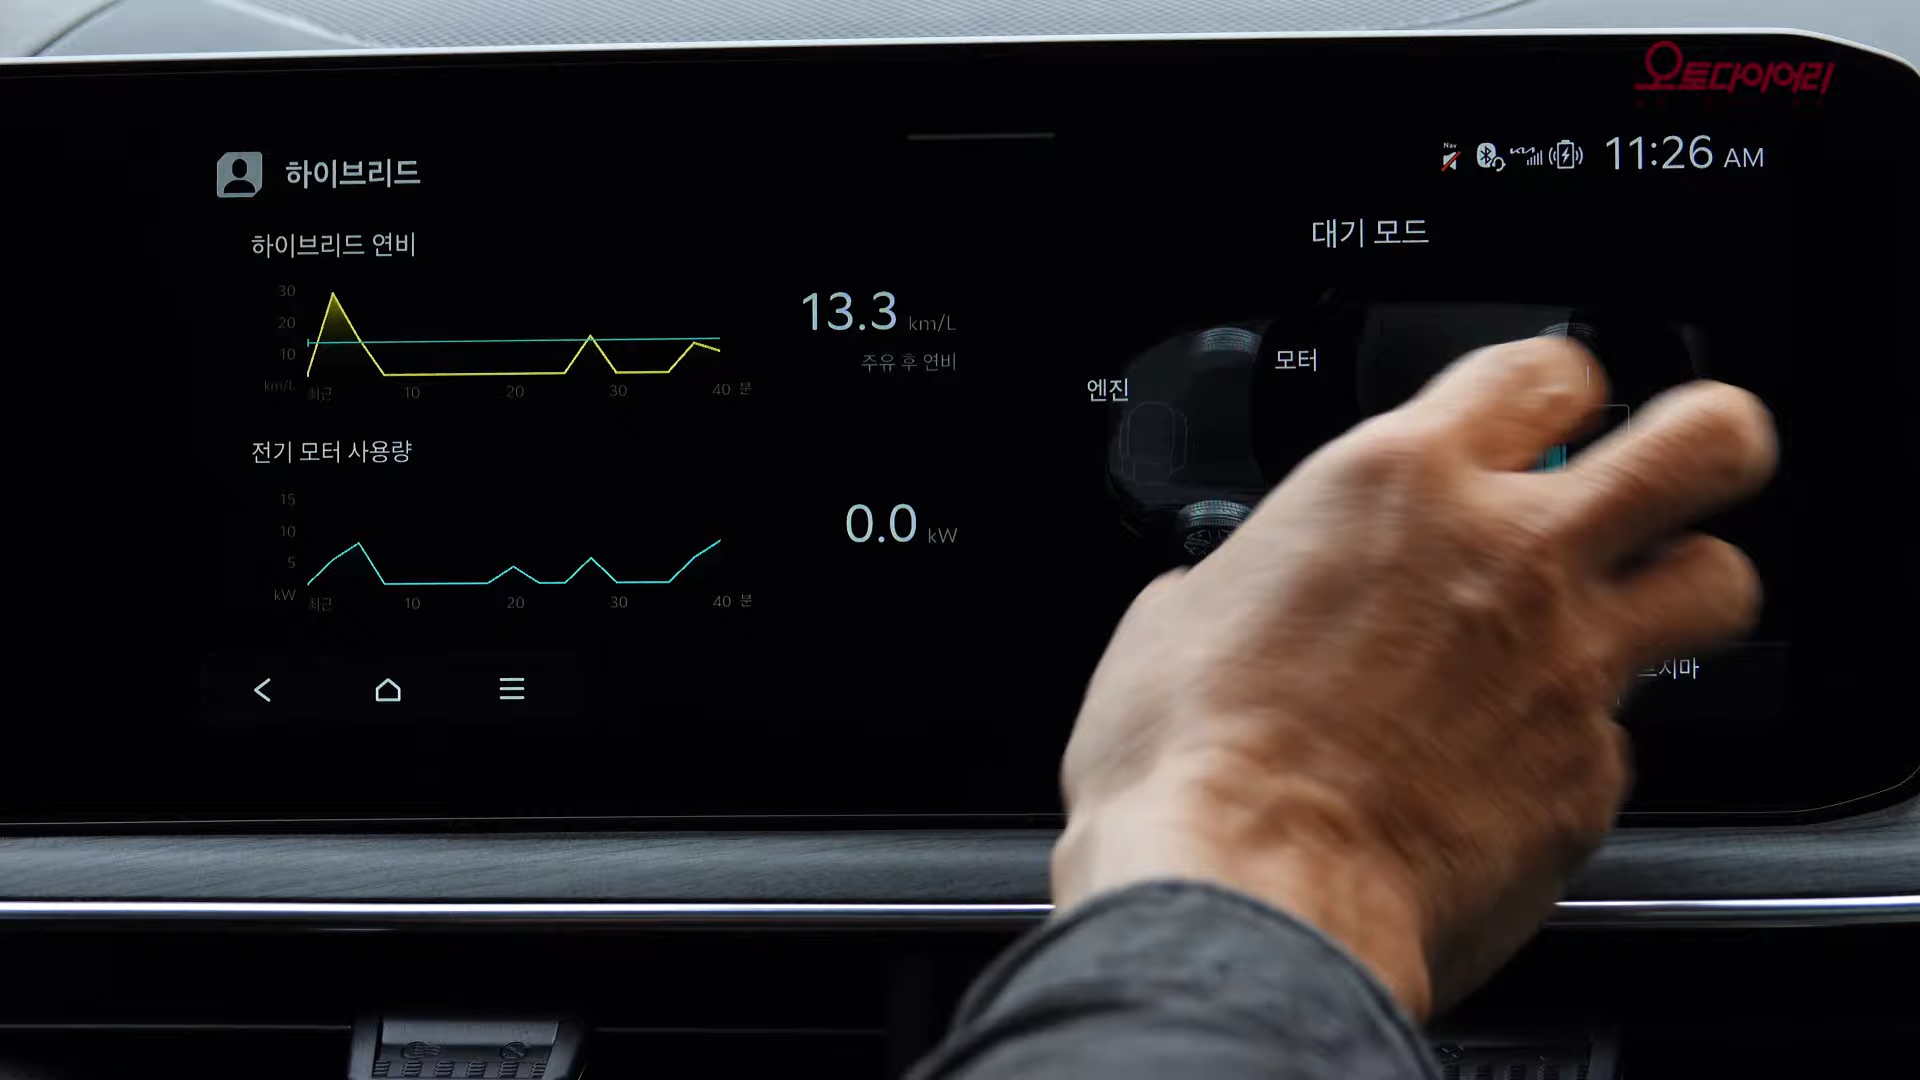 오토다이어리
하이브리드
Nav
KIA
11:26 AM
하이브리드 연비
대기 모드
30
20
10
km/L
최근
10
20
30
40 분
13.3 km/L
주유 후 연비
모터
엔진
전기 모터 사용량
15
10
5
kW
최근
10
20
30
40 분
0.0 kW